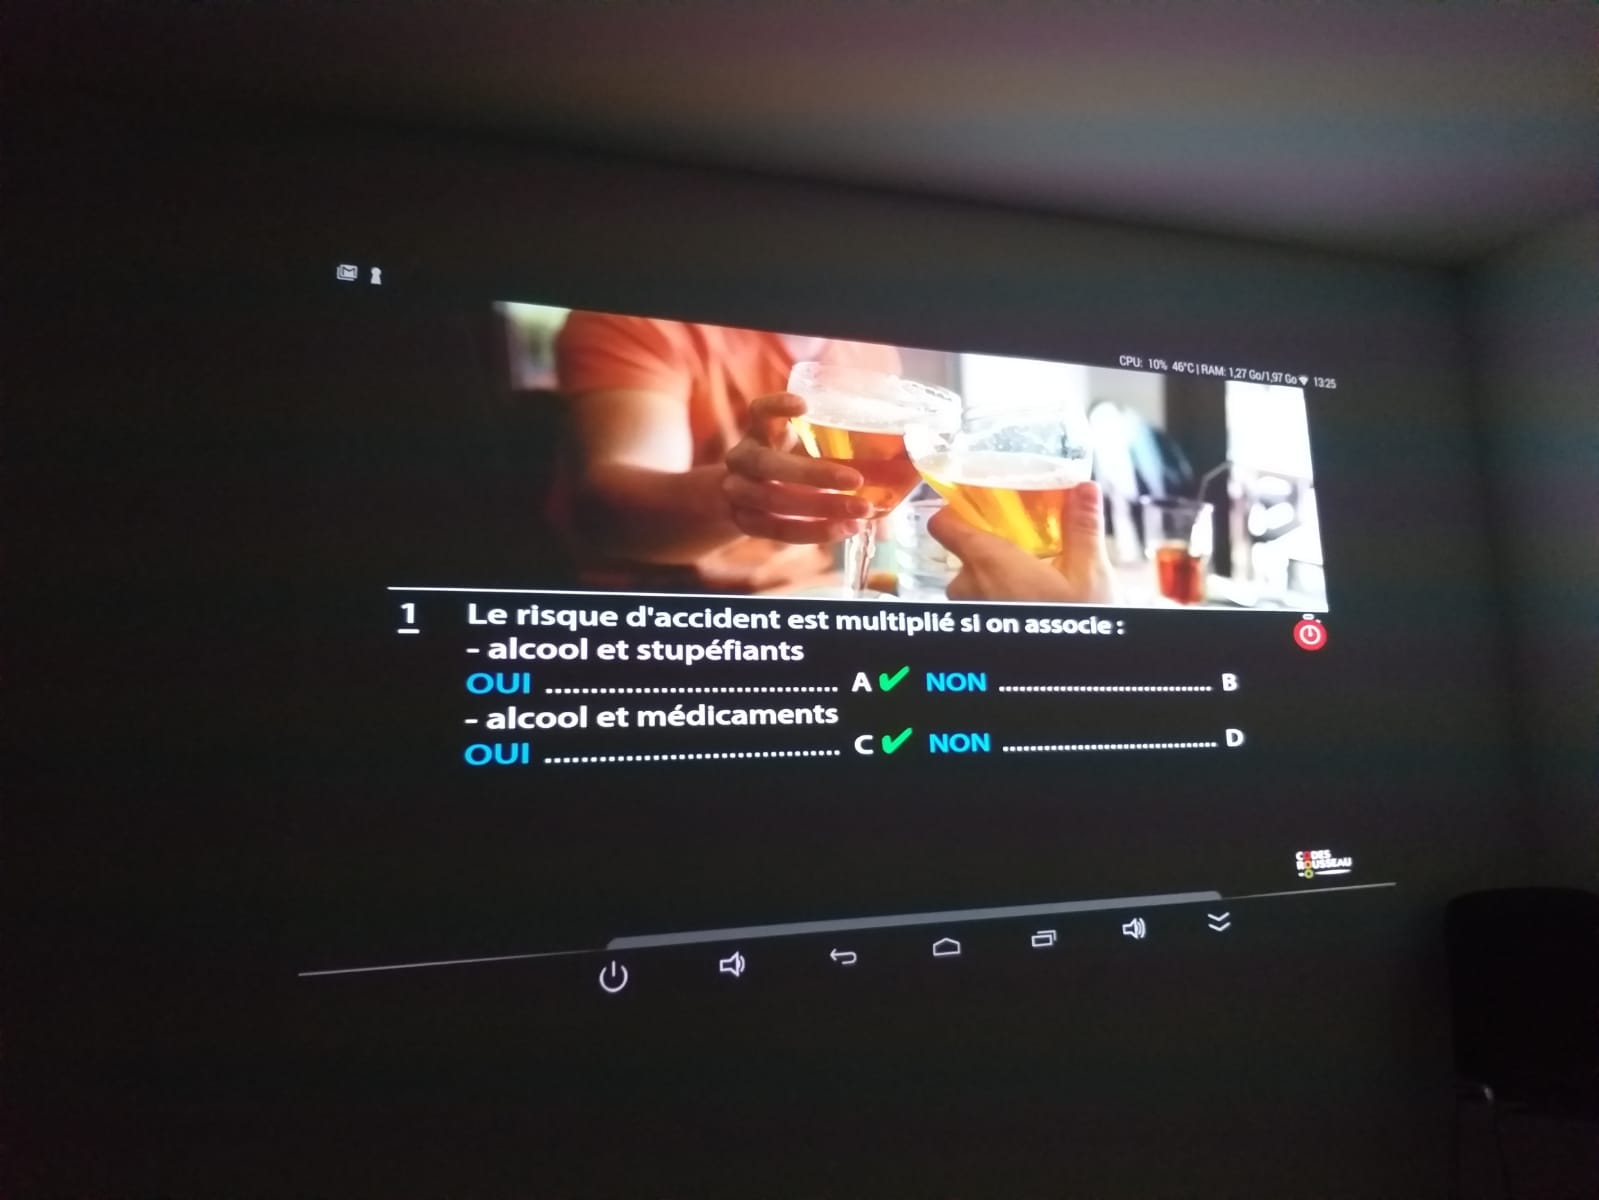 CPU: 10% 46°C | RAM: 1,27 Go/1,97 Go 13:25
1 Le risque d'accident est multiplié si on associe :
- alcool et stupéfiants
OUI ................................. A ✔ NON ................................. B
- alcool et médicaments
OUI ................................. C ✔ NON ................................. D
CODES
ROUSSEAU